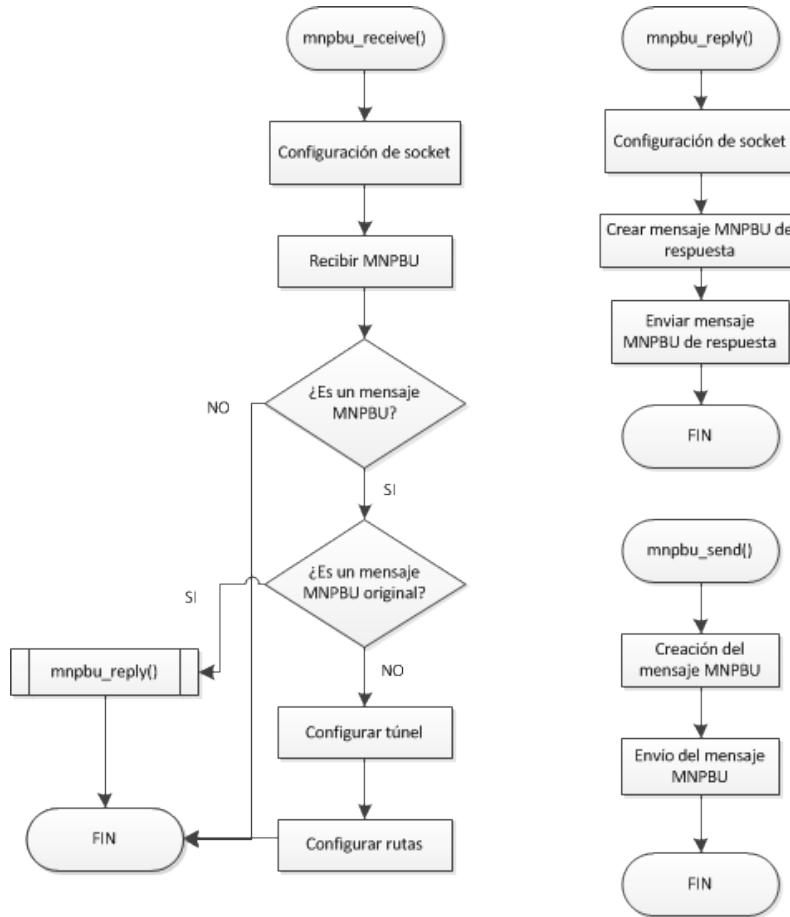 mnpbu_receive()
Configuración de socket
Recibir MNPBU
¿Es un mensaje
MNPBU?
NO
SI
¿Es un mensaje
MNPBU original?
SI
NO
mnpbu_reply()
Configurar túnel
Configurar rutas
FIN
mnpbu_reply()
Configuración de socket
Crear mensaje MNPBU de
respuesta
Enviar mensaje
MNPBU de respuesta
FIN
mnpbu_send()
Creación del
mensaje MNPBU
Envío del mensaje
MNPBU
FIN